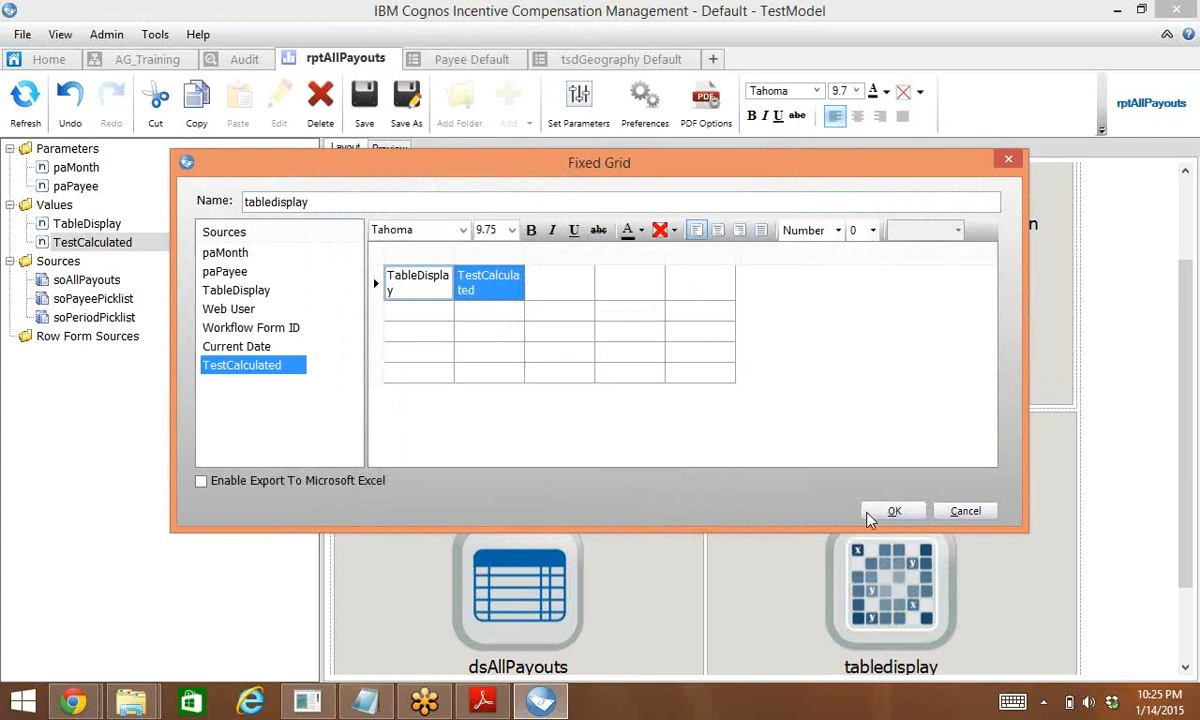 IBM Cognos Incentive Compensation Management - Default - TestModel
File View Admin Tools Help
Home AG_Training Audit rptAllPayouts Payee Default tsdGeography Default +
Refresh Undo Redo Cut Copy Paste Edit Delete Save Save As Add Folder Add Set Parameters Preferences PDF PDF Options
Tahoma 9.7 A
B I U abc
rptAllPayouts
Layout Preview
Parameters
paMonth
paPayee
Values
TableDisplay
TestCalculated
Sources
soAllPayouts
soPayeePicklist
soPeriodPicklist
Row Form Sources
Fixed Grid
Name: tabledisplay
Sources
paMonth
paPayee
TableDisplay
Web User
Workflow Form ID
Current Date
TestCalculated
Tahoma 9.75 B I U abc A Number 0
TableDispla
y
TestCalcula
ted
Enable Export To Microsoft Excel
OK Cancel
n
x
y
y
x
y
dsAllPayouts
tabledisplay
10:25 PM
1/14/2015